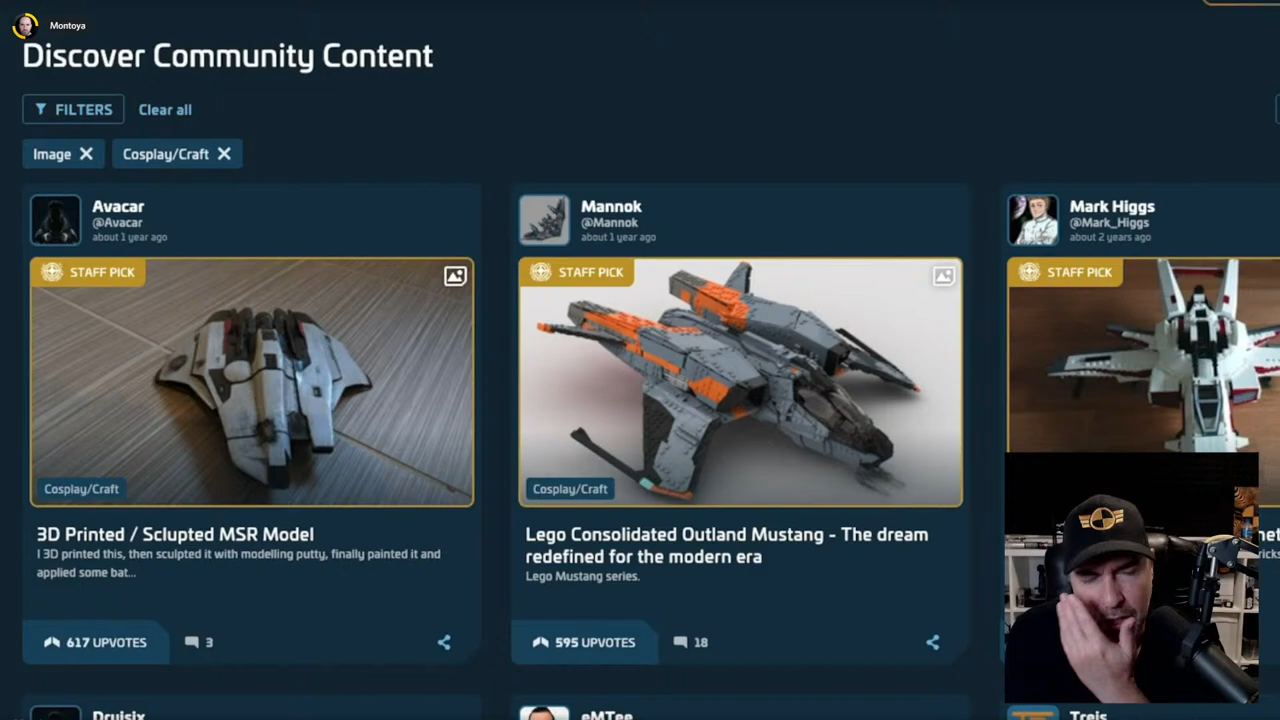 Montoya
Discover Community Content
FILTERS
Clear all
Image
Cosplay/Craft
Avacar
@Avacar
about 1 year ago
STAFF PICK
Cosplay/Craft
3D Printed / Sclupted MSR Model
I 3D printed this, then sculpted it with modelling putty, finally painted it and
applied some bat...
617 UPVOTES
3
Mannok
@Mannok
about 1 year ago
STAFF PICK
Cosplay/Craft
Lego Consolidated Outland Mustang - The dream
redefined for the modern era
Lego Mustang series.
595 UPVOTES
18
Mark Higgs
@Mark_Higgs
about 2 years ago
STAFF PICK
Druisix
eMTee
Treis